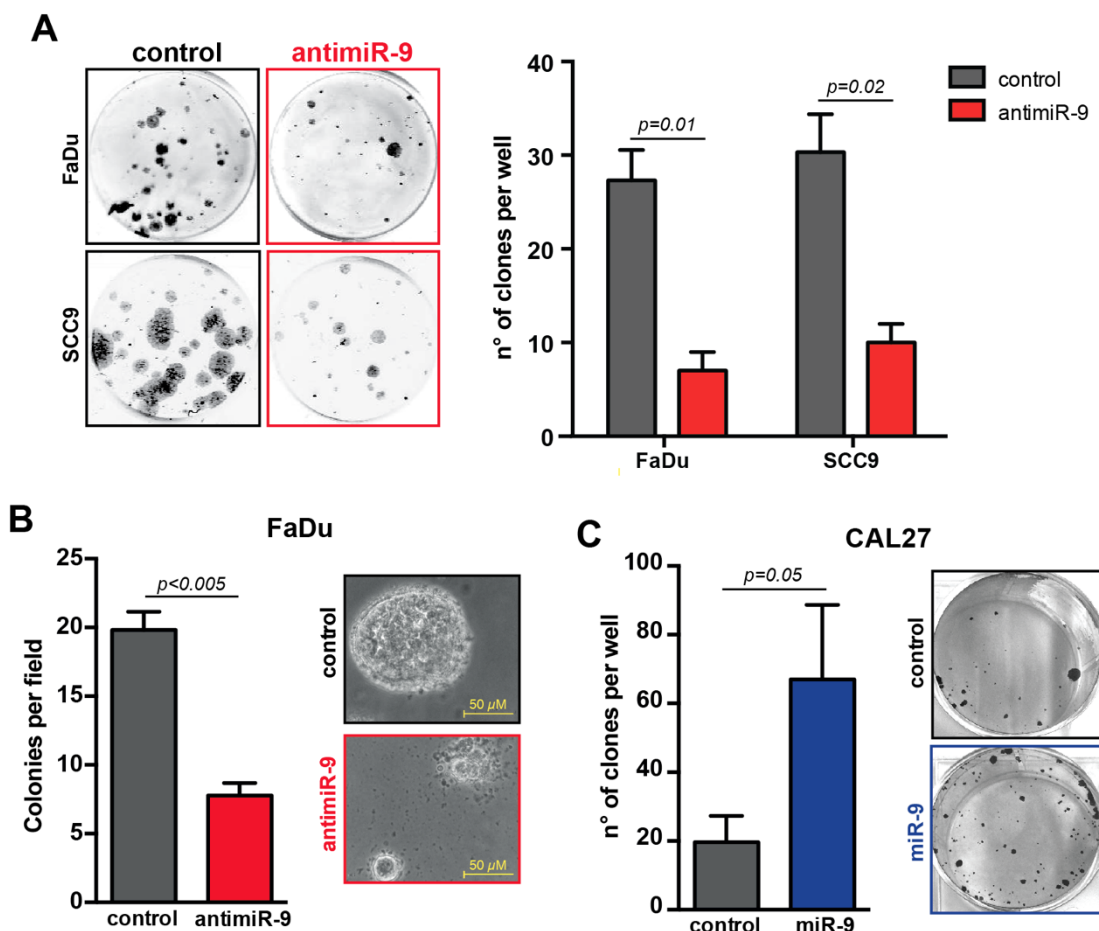 A
control
antimiR-9
FaDu
SCC9
n° of clones per well
40
30
20
10
0
p=0.01
p=0.02
control
antimiR-9
FaDu
SCC9
B
FaDu
Colonies per field
25
20
15
10
5
0
p<0.005
control
antimiR-9
control
50 µM
antimiR-9
50 µM
C
CAL27
n° of clones per well
100
80
60
40
20
0
p=0.05
control
miR-9
control
miR-9